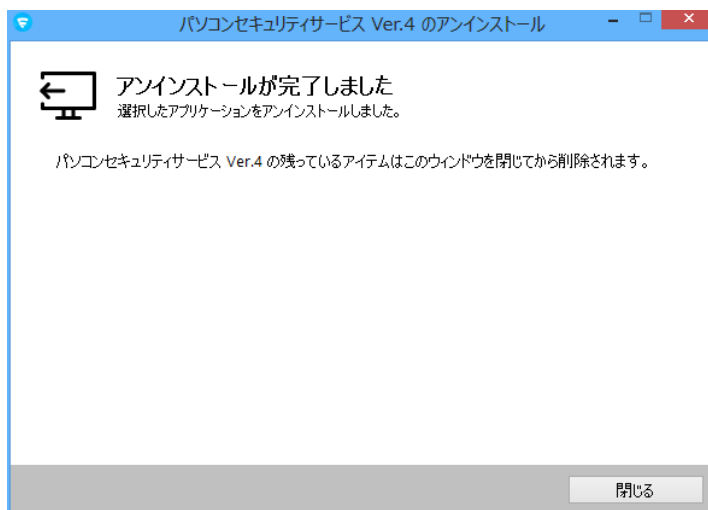 パソコンセキュリティサービス Ver.4 のアンインストール
アンインストールが完了しました
選択したアプリケーションをアンインストールしました。
パソコンセキュリティサービス Ver.4 の残っているアイテムはこのウィンドウを閉じてから削除されます。
閉じる